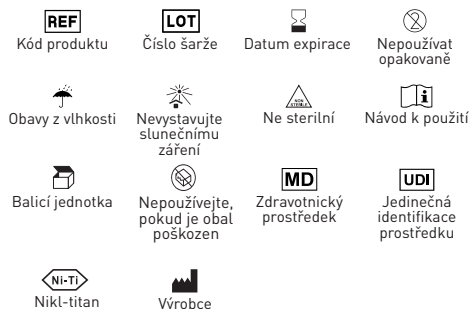 REF
Kód produktu
LOT
Číslo šarže
Datum expirace
2
Nepoužívat
opakovaně
Obavy z vlhkosti
Nevystavujte
slunečnímu
záření
NON
STERILE
Ne sterilní
i
Návod k použití
Balicí jednotka
Nepoužívejte,
pokud je obal
poškozen
MD
Zdravotnický
prostředek
UDI
Jedinečná
identifikace
prostředku
Ni-Ti
Nikl-titan
Výrobce